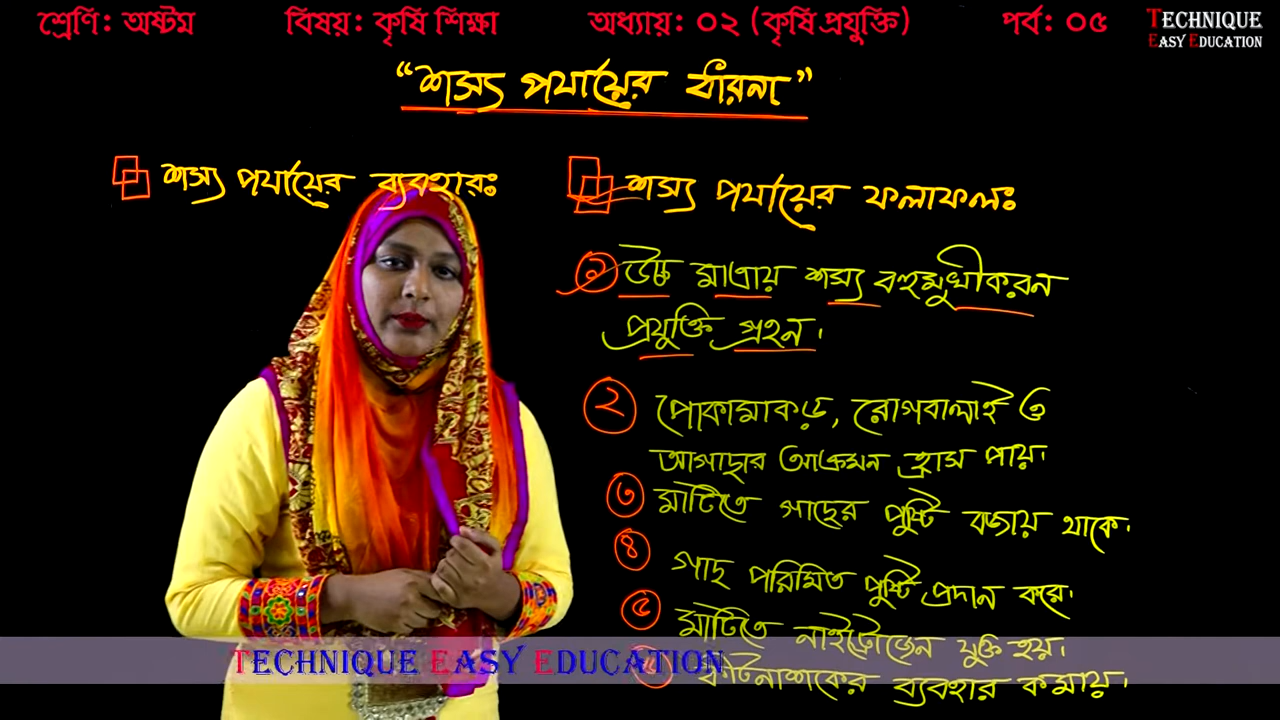 শ্রেণি: অষ্টম বিষয়: কৃষি শিক্ষা অধ্যায়: ০২ (কৃষি প্রযুক্তি) পর্ব: ০৫
TECHNIQUE
EASY EDUCATION
“শস্য পর্যায়ের ধারনা”
শস্য পর্যায়ের ব্যবহারঃ
শস্য পর্যায়ের ফলাফলঃ
১ উচ্চ মাত্রায় শস্য বহুমুখীকরন
প্রযুক্তি গ্রহন।
২ পোকামাকড়, রোগবালাই ও
আগাছার আক্রমন হ্রাস পায়।
৩ মাটিতে গাছের পুষ্টি বজায় থাকে।
৪ গাছ পরিমিত পুষ্টি প্রদান করে।
৫ মাটিতে নাইট্রোজেন যুক্তি হয়।
কীটনাশকের ব্যবহার কমায়।
TECHNIQUE EASY EDUCATION